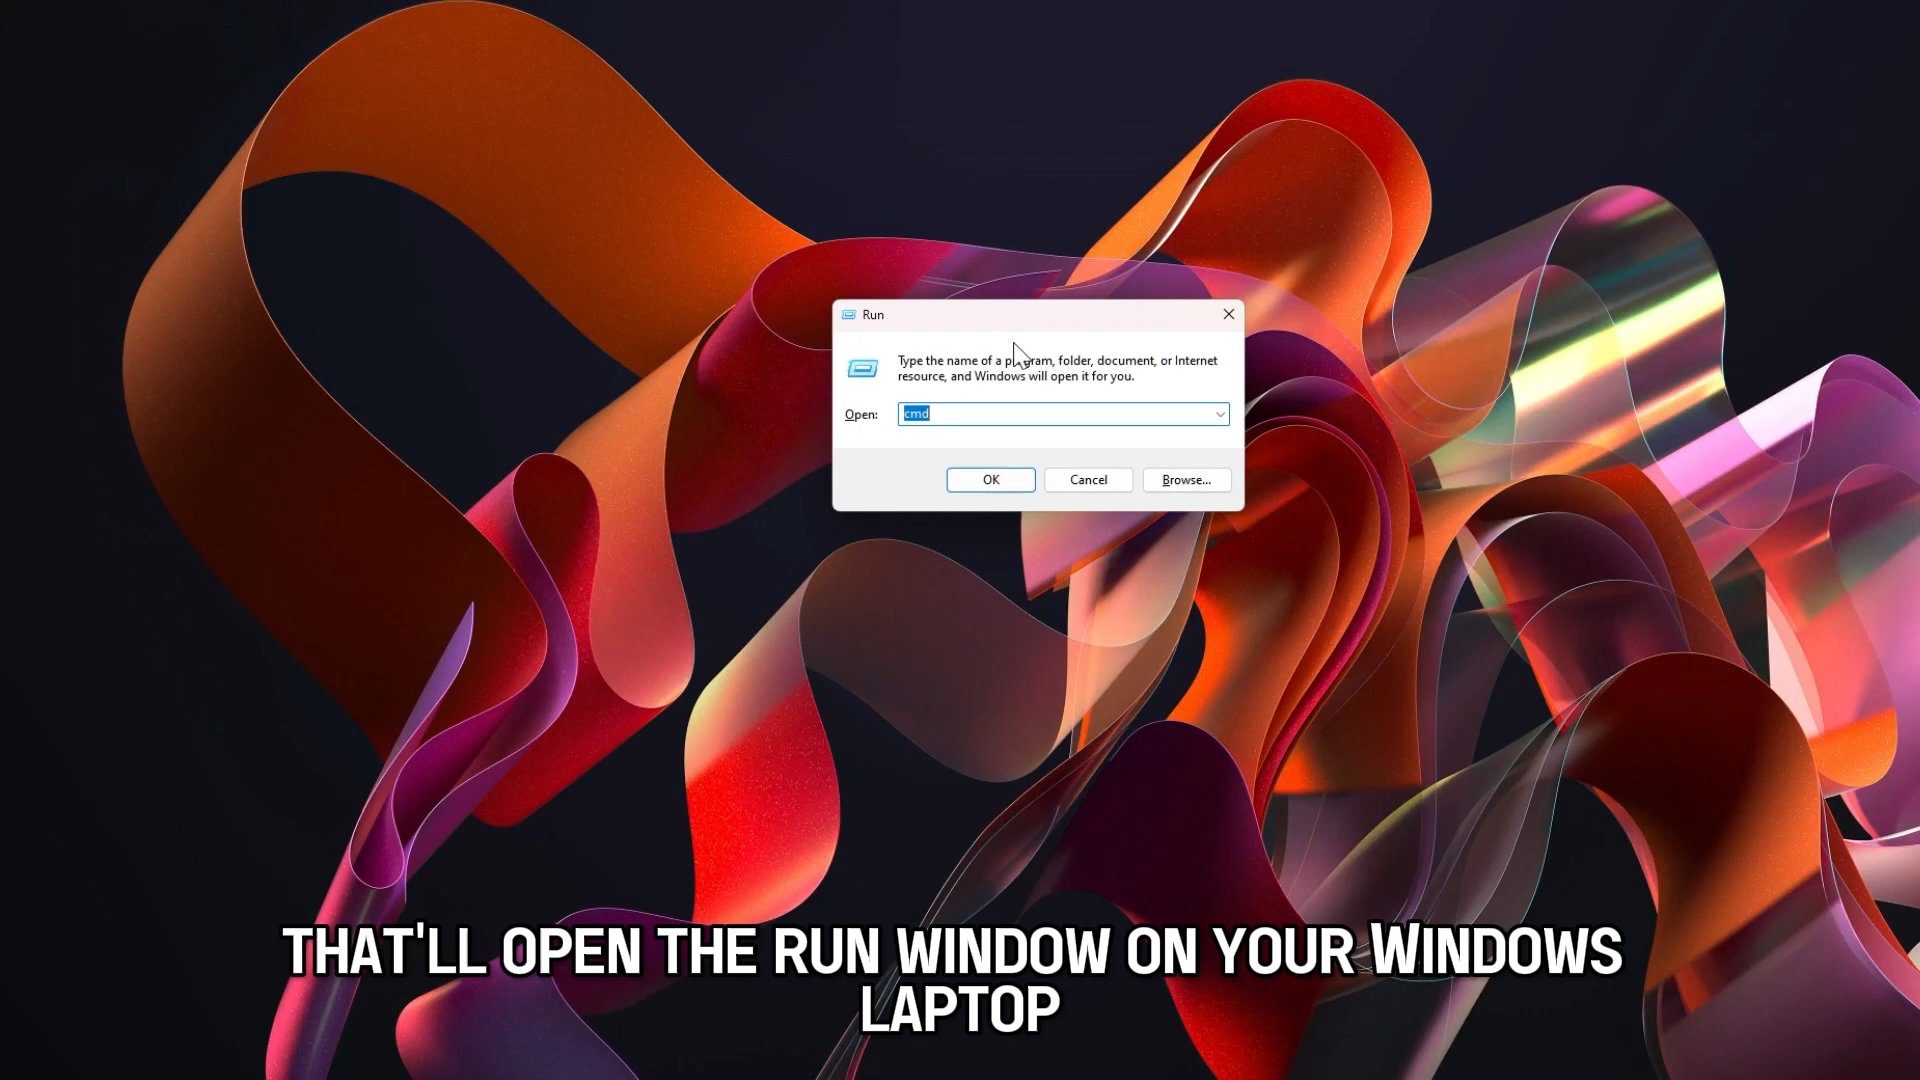 Run
Type the name of a program, folder, document, or Internet
resource, and Windows will open it for you.
Open: cmd
OK Cancel Browse...
THAT'LL OPEN THE RUN WINDOW ON YOUR WINDOWS
LAPTOP